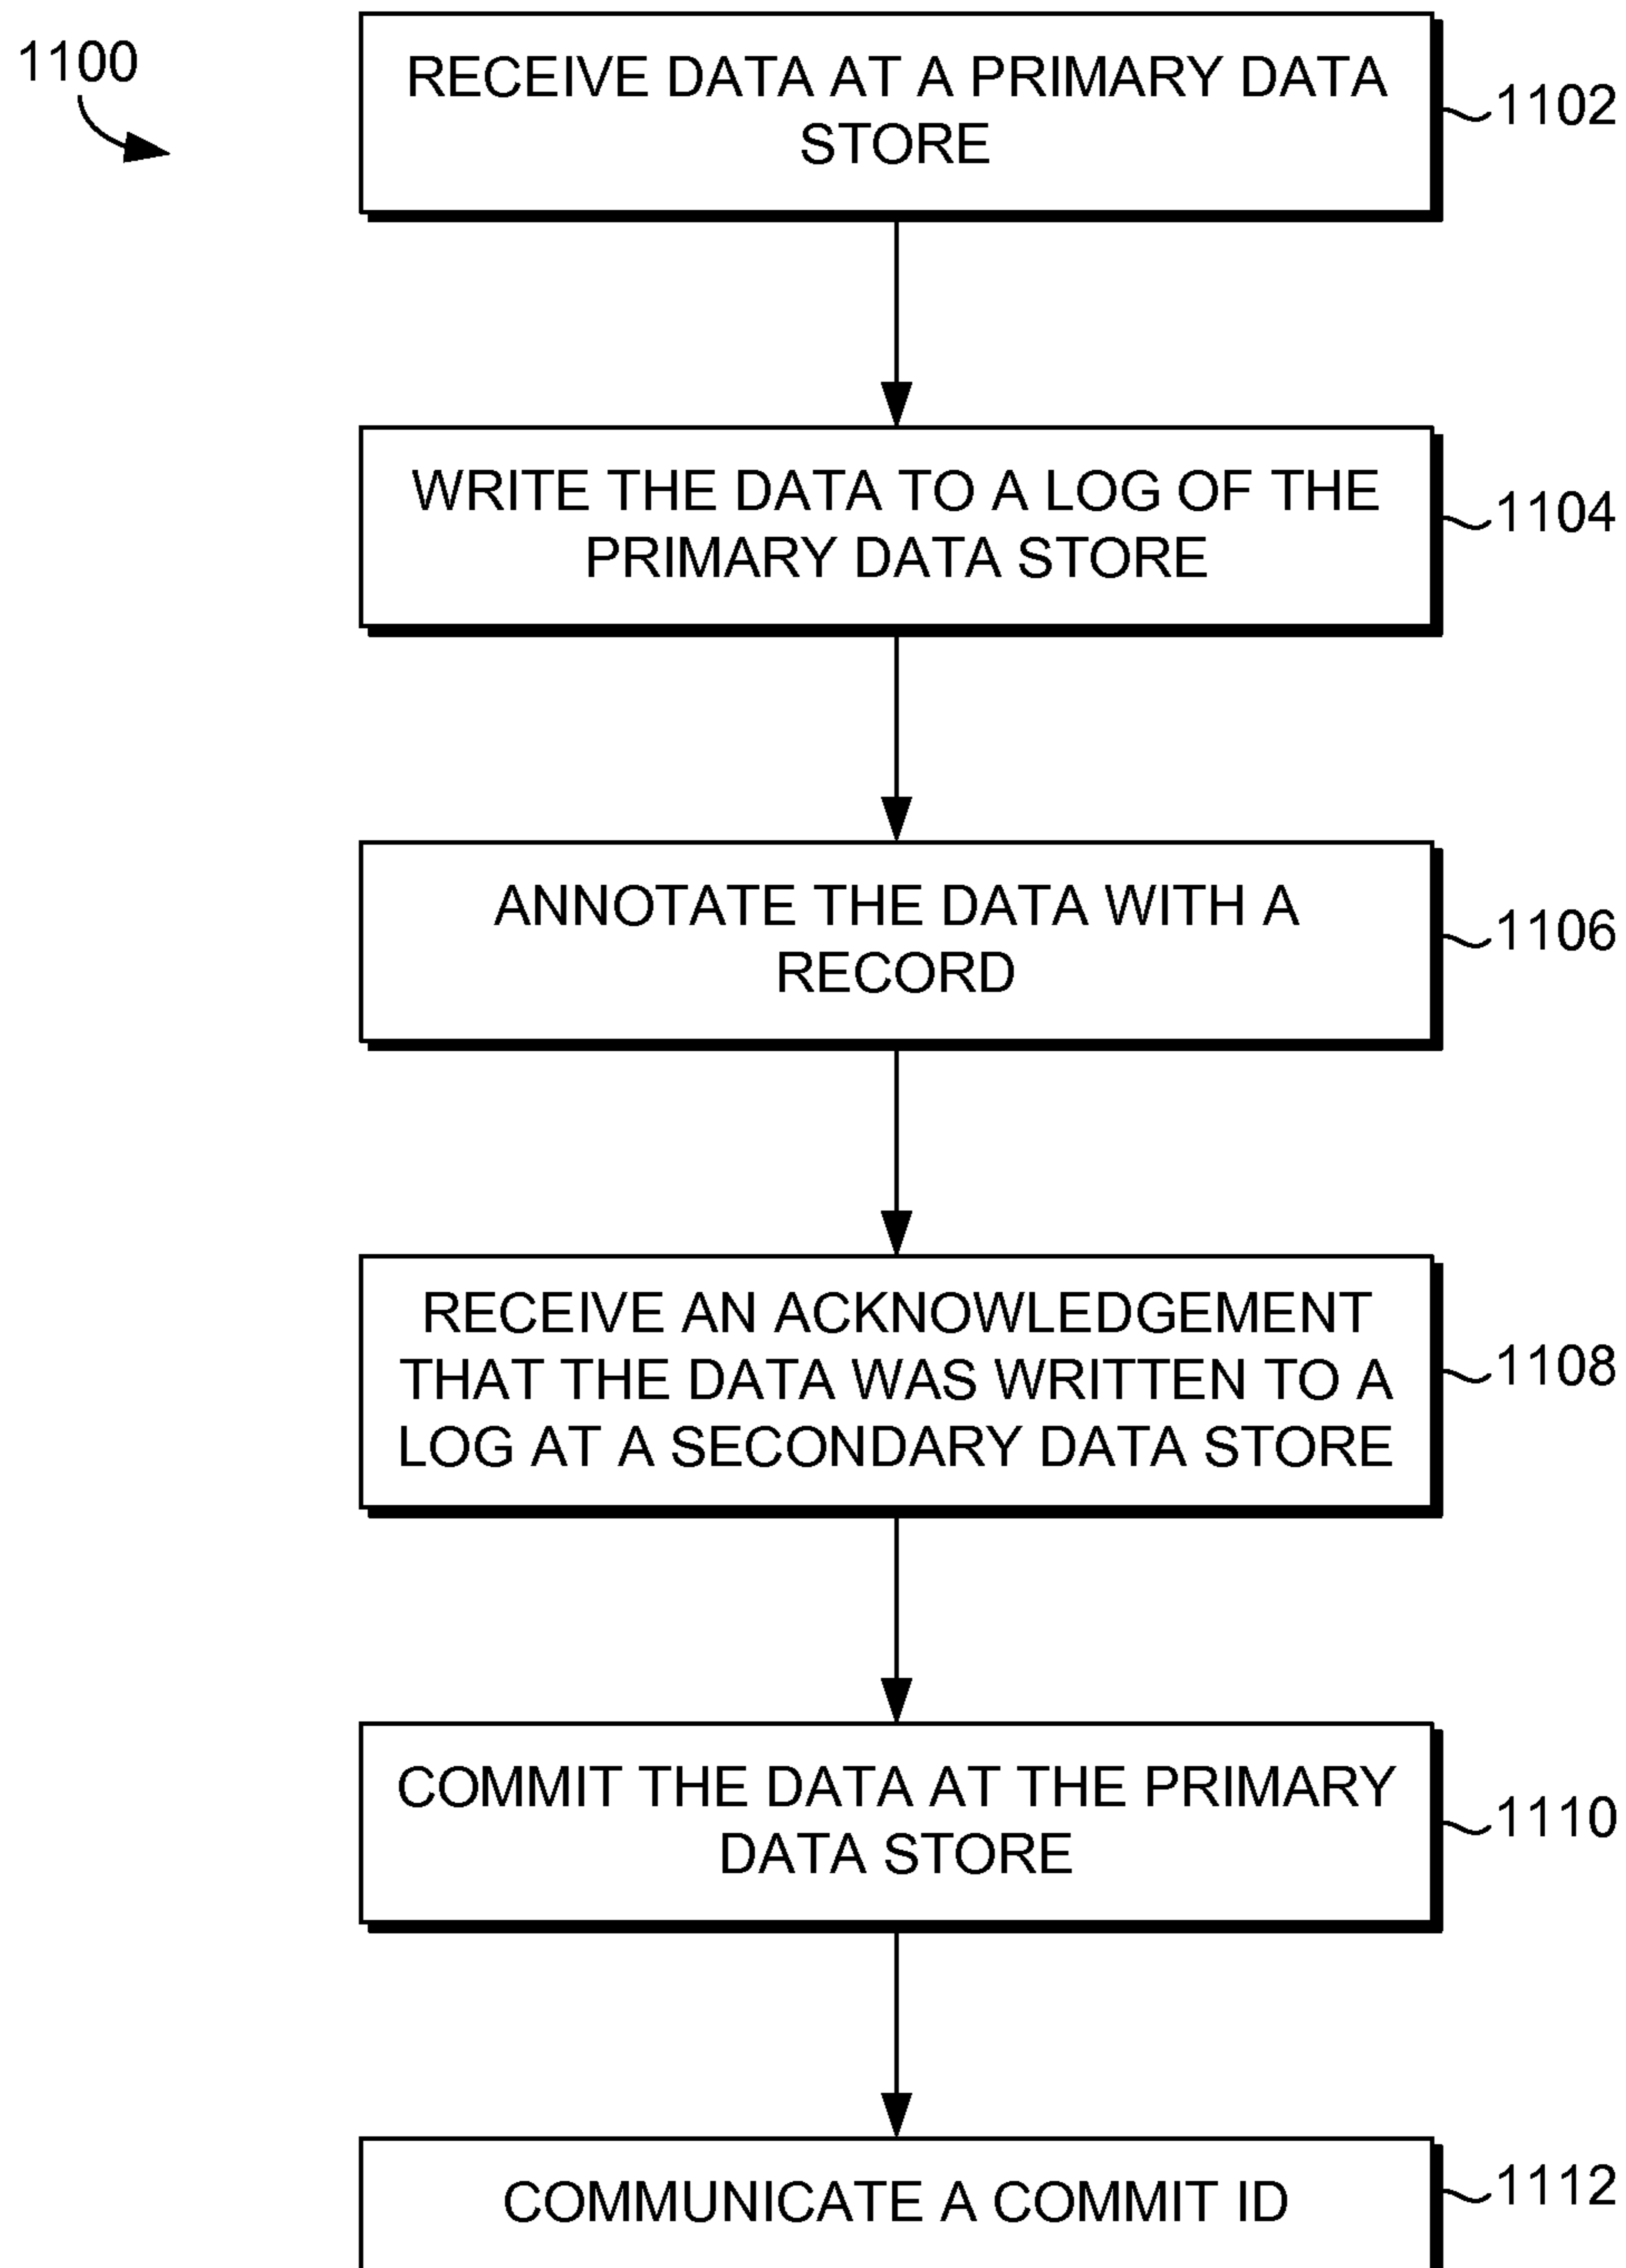 1100
RECEIVE DATA AT A PRIMARY DATA
STORE
1102
WRITE THE DATA TO A LOG OF THE
PRIMARY DATA STORE
1104
ANNOTATE THE DATA WITH A
RECORD
1106
RECEIVE AN ACKNOWLEDGEMENT
THAT THE DATA WAS WRITTEN TO A
LOG AT A SECONDARY DATA STORE
1108
COMMIT THE DATA AT THE PRIMARY
DATA STORE
1110
COMMUNICATE A COMMIT ID
1112